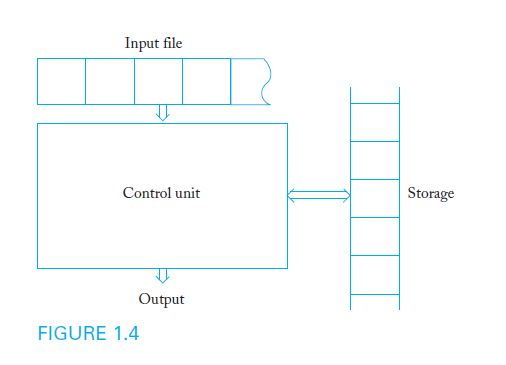 Input file
Control unit
Storage
Output
FIGURE 1.4